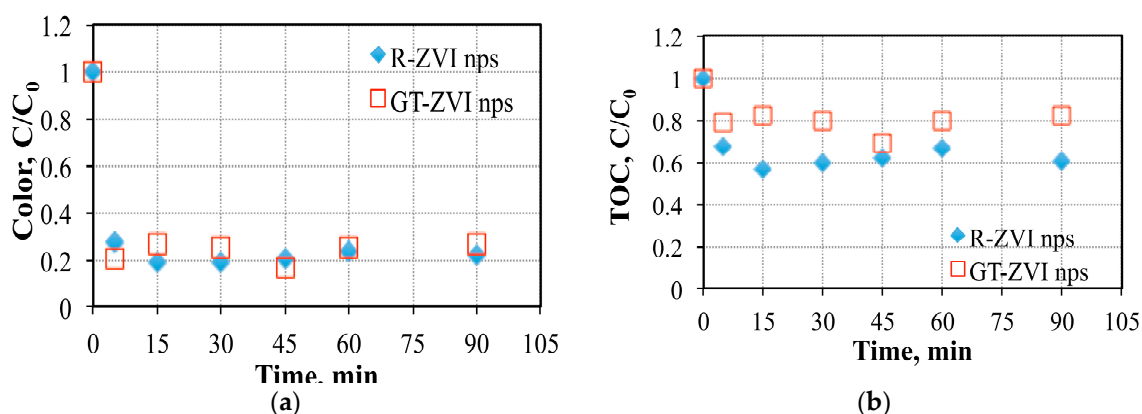 1.2
1
0.8
0.6
0.4
0.2
0
Color, C/C0
R-ZVI nps
GT-ZVI nps
0 15 30 45 60 75 90 105
Time, min
(a)
1.2
1
0.8
0.6
0.4
0.2
0
TOC, C/C0
R-ZVI nps
GT-ZVI nps
0 15 30 45 60 75 90 105
Time, min
(b)